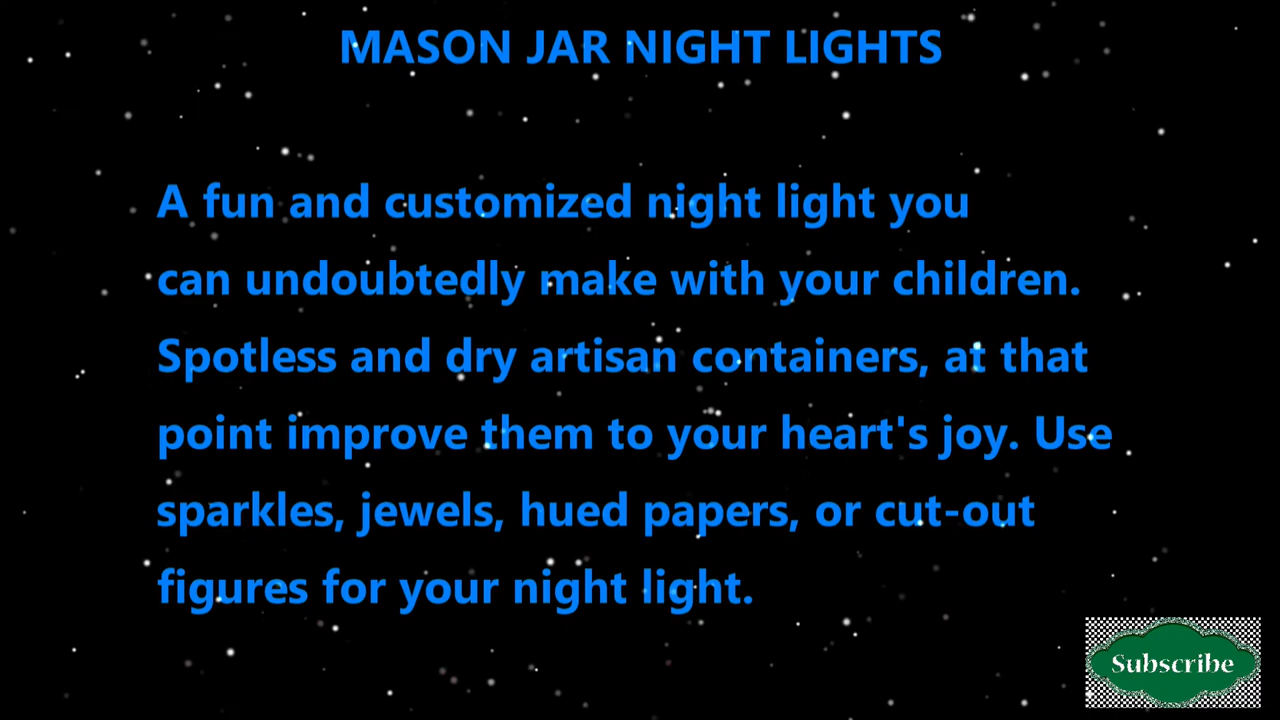 MASON JAR NIGHT LIGHTS
A fun and customized night light you
can undoubtedly make with your children.
Spotless and dry artisan containers, at that
point improve them to your heart's joy. Use
sparkles, jewels, hued papers, or cut-out
figures for your night light.
Subscribe